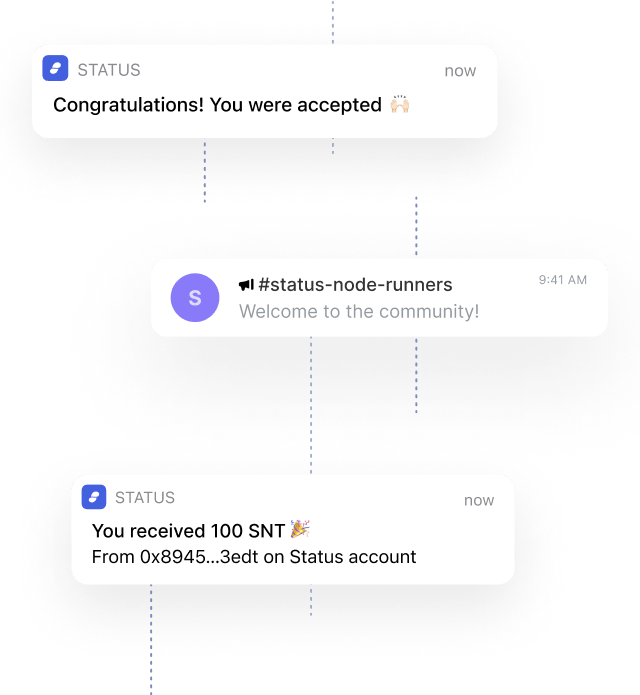 STATUS now
Congratulations! You were accepted 🙌🏻
#status-node-runners 9:41 AM
S
Welcome to the community!
STATUS now
You received 100 SNT 🎉
From 0x8945...3edt on Status account